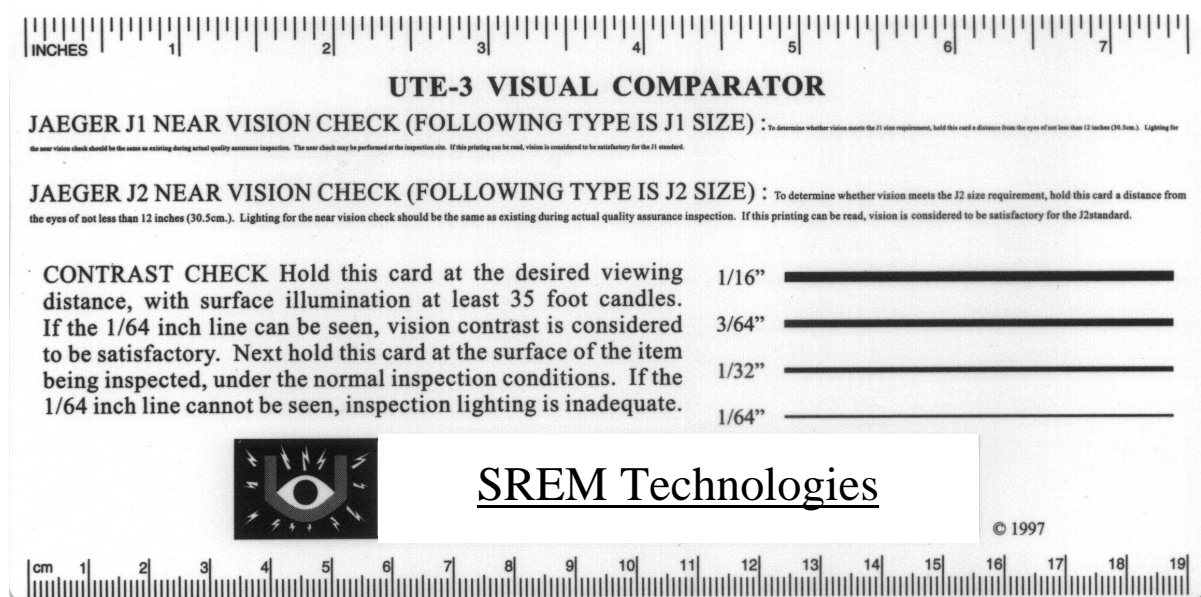 INCHES 1 2 3 4 5 6 7
UTE-3 VISUAL COMPARATOR
JAEGER J1 NEAR VISION CHECK (FOLLOWING TYPE IS J1 SIZE) : To determine whether vision meets the J1 size requirement, hold this card a distance from the eyes of not less than 12 inches (30.5cm.). Lighting for
the near vision check should be the same as existing during actual quality assurance inspection. The near check may be performed at the inspection site. If this printing can be read, vision is considered to be satisfactory for the J1 standard.
JAEGER J2 NEAR VISION CHECK (FOLLOWING TYPE IS J2 SIZE) : To determine whether vision meets the J2 size requirement, hold this card a distance from
the eyes of not less than 12 inches (30.5cm.). Lighting for the near vision check should be the same as existing during actual quality assurance inspection. If this printing can be read, vision is considered to be satisfactory for the J2standard.
CONTRAST CHECK Hold this card at the desired viewing
distance, with surface illumination at least 35 foot candles.
If the 1/64 inch line can be seen, vision contrast is considered
to be satisfactory. Next hold this card at the surface of the item
being inspected, under the normal inspection conditions. If the
1/64 inch line cannot be seen, inspection lighting is inadequate.
1/16”
3/64”
1/32”
1/64”
SREM Technologies
© 1997
cm 1 2 3 4 5 6 7 8 9 10 11 12 13 14 15 16 17 18 19